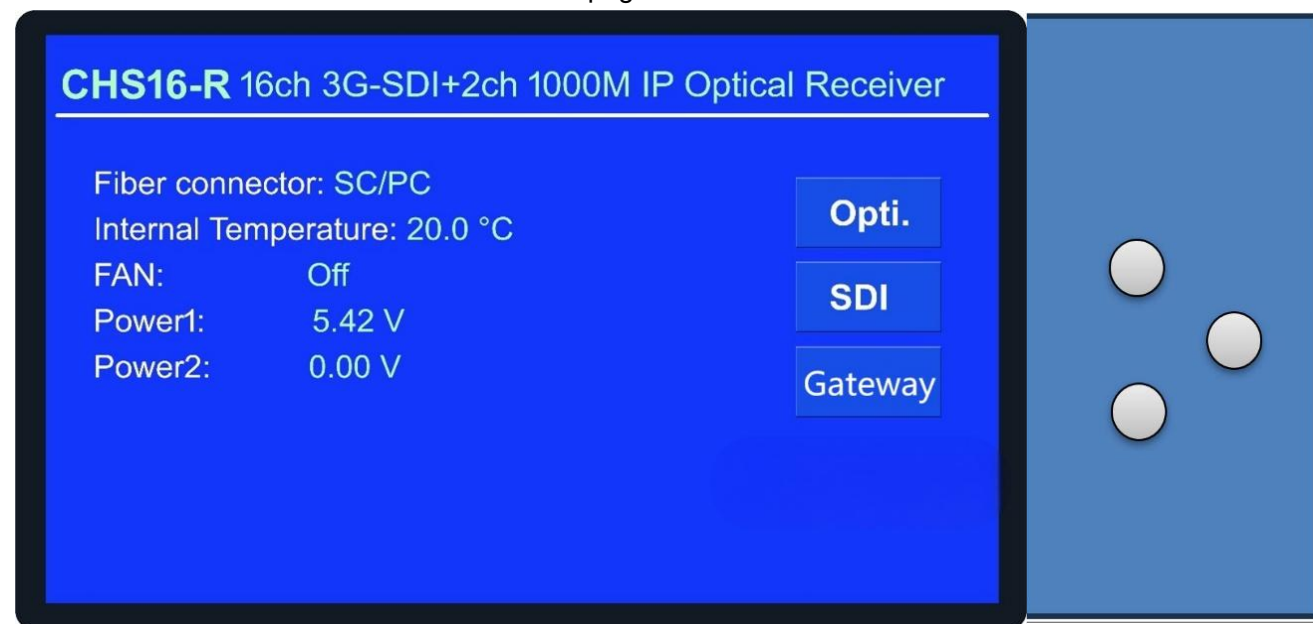 CHS16-R 16ch 3G-SDI+2ch 1000M IP Optical Receiver
Fiber connector: SC/PC
Internal Temperature: 20.0 °C
FAN: Off
Power1: 5.42 V
Power2: 0.00 V
Opti.
SDI
Gateway